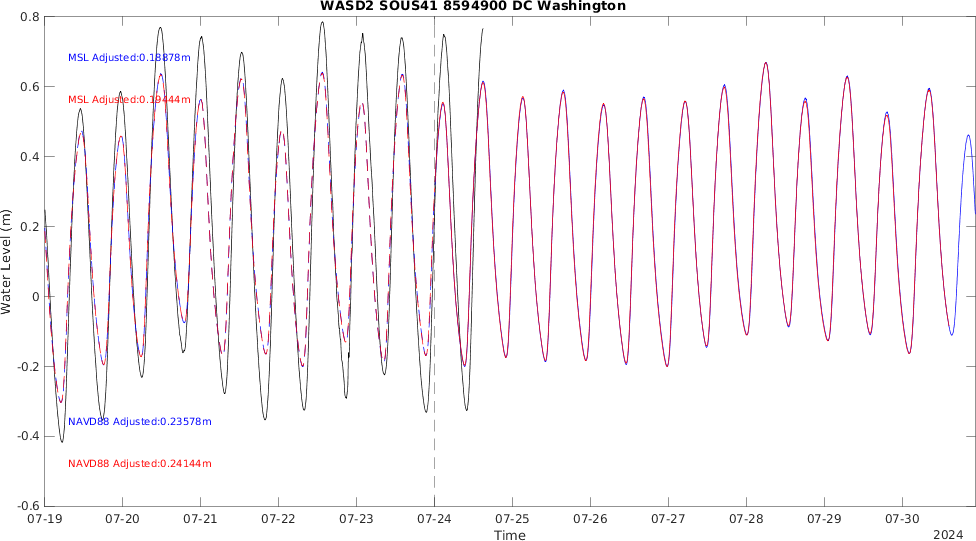 WASD2 SOUS41 8594900 DC Washington
0.8
0.6
0.4
0.2
0
-0.2
-0.4
-0.6
Water Level (m)
MSL Adjusted:0.18878m
MSL Adjusted:0.19444m
NAVD88 Adjusted:0.23578m
NAVD88 Adjusted:0.24144m
07-19 07-20 07-21 07-22 07-23 07-24 07-25 07-26 07-27 07-28 07-29 07-30
Time
2024